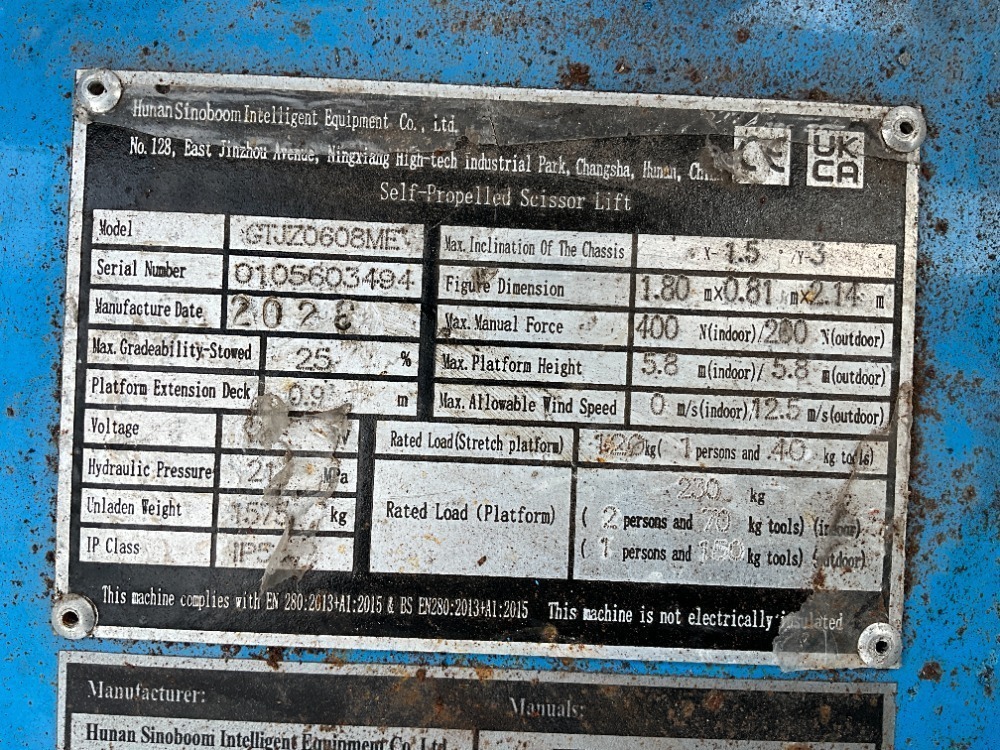 Hunan Sinoboom Intelligent Equipment Co., Ltd.
No. 128, East Jinzhou Avenue, Ningxiang High-tech industrial Park, Changsha, Hunan,
CE UK CA
Self-Propelled Scissor Lift
Model GTJZ0608ME
Serial Number 0105603494
Manufacture Date
Max. Gradeability-Stowed 25 %
Platform Extension Deck 0.9 m
Voltage V
Hydraulic Pressure 21 MPa
Unladen Weight kg
IP Class
Max. Inclination Of The Chassis X-1.5 °/Y-3 °
Figure Dimension 1.80 m×0.81 m×2.14 m
Max. Manual Force 400 N(indoor)/200 N(outdoor)
Max. Platform Height 5.8 m(indoor)/ 5.8 m(outdoor)
Max. Allowable Wind Speed 0 m/s(indoor)/12.5 m/s(outdoor)
Rated Load(Stretch platform) 120kg( 1 persons and 40 kg tools)
Rated Load (Platform) 230 kg
( 2 persons and 70 kg tools) (indoor)
( 1 persons and 150 kg tools) (outdoor)
This machine complies with EN 280:2013+A1:2015 & BS EN280:2013+A1:2015 This machine is not electrically insulated
Manufacturer:
Manuals:
Hunan Sinoboom Intelligent Equipment Co., Ltd.